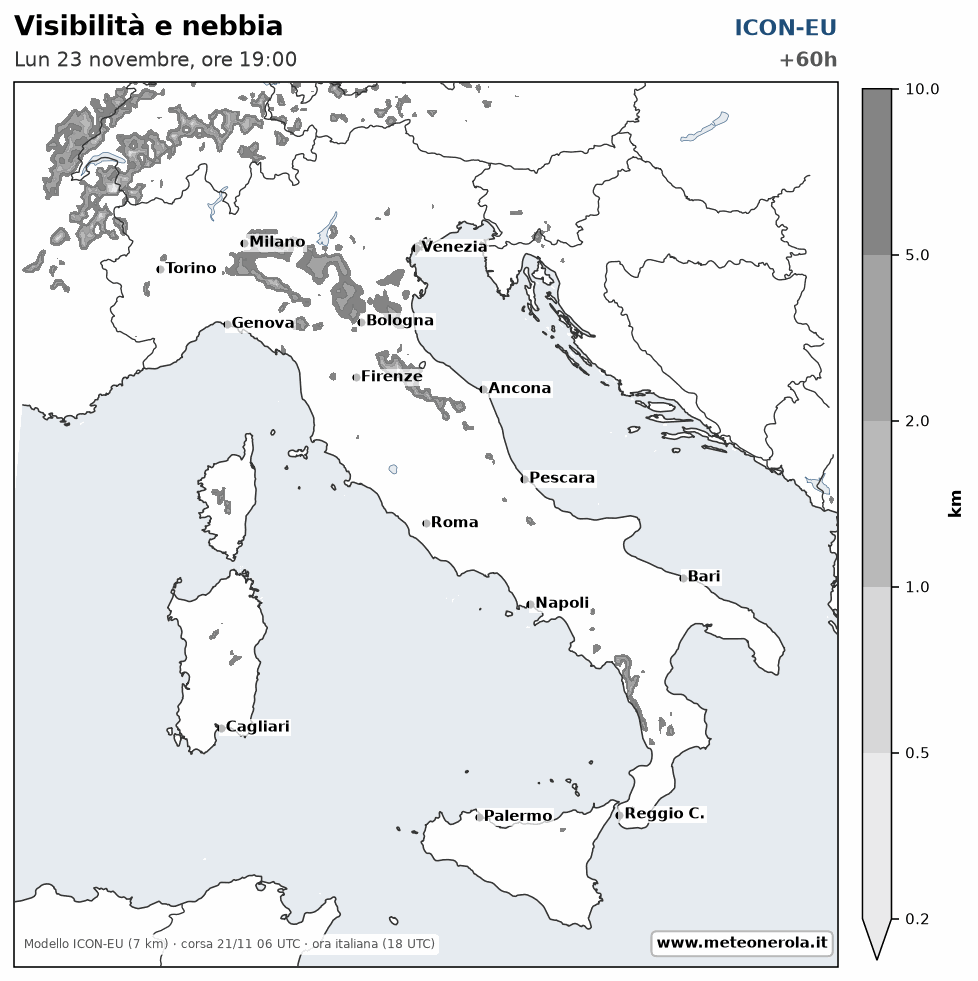 Visibilità e nebbia
ICON-EU
Lun 23 novembre, ore 19:00
+60h
10.0
Milano
Venezia
5.0
Torino
Genova
Bologna
Firenze
Ancona
2.0
Pescara
km
Roma
Bari
1.0
Napoli
Cagliari
0.5
Palermo
Reggio C.
0.2
Modello ICON-EU (7 km) · corsa 21/11 06 UTC · ora italiana (18 UTC)
www.meteonerola.it